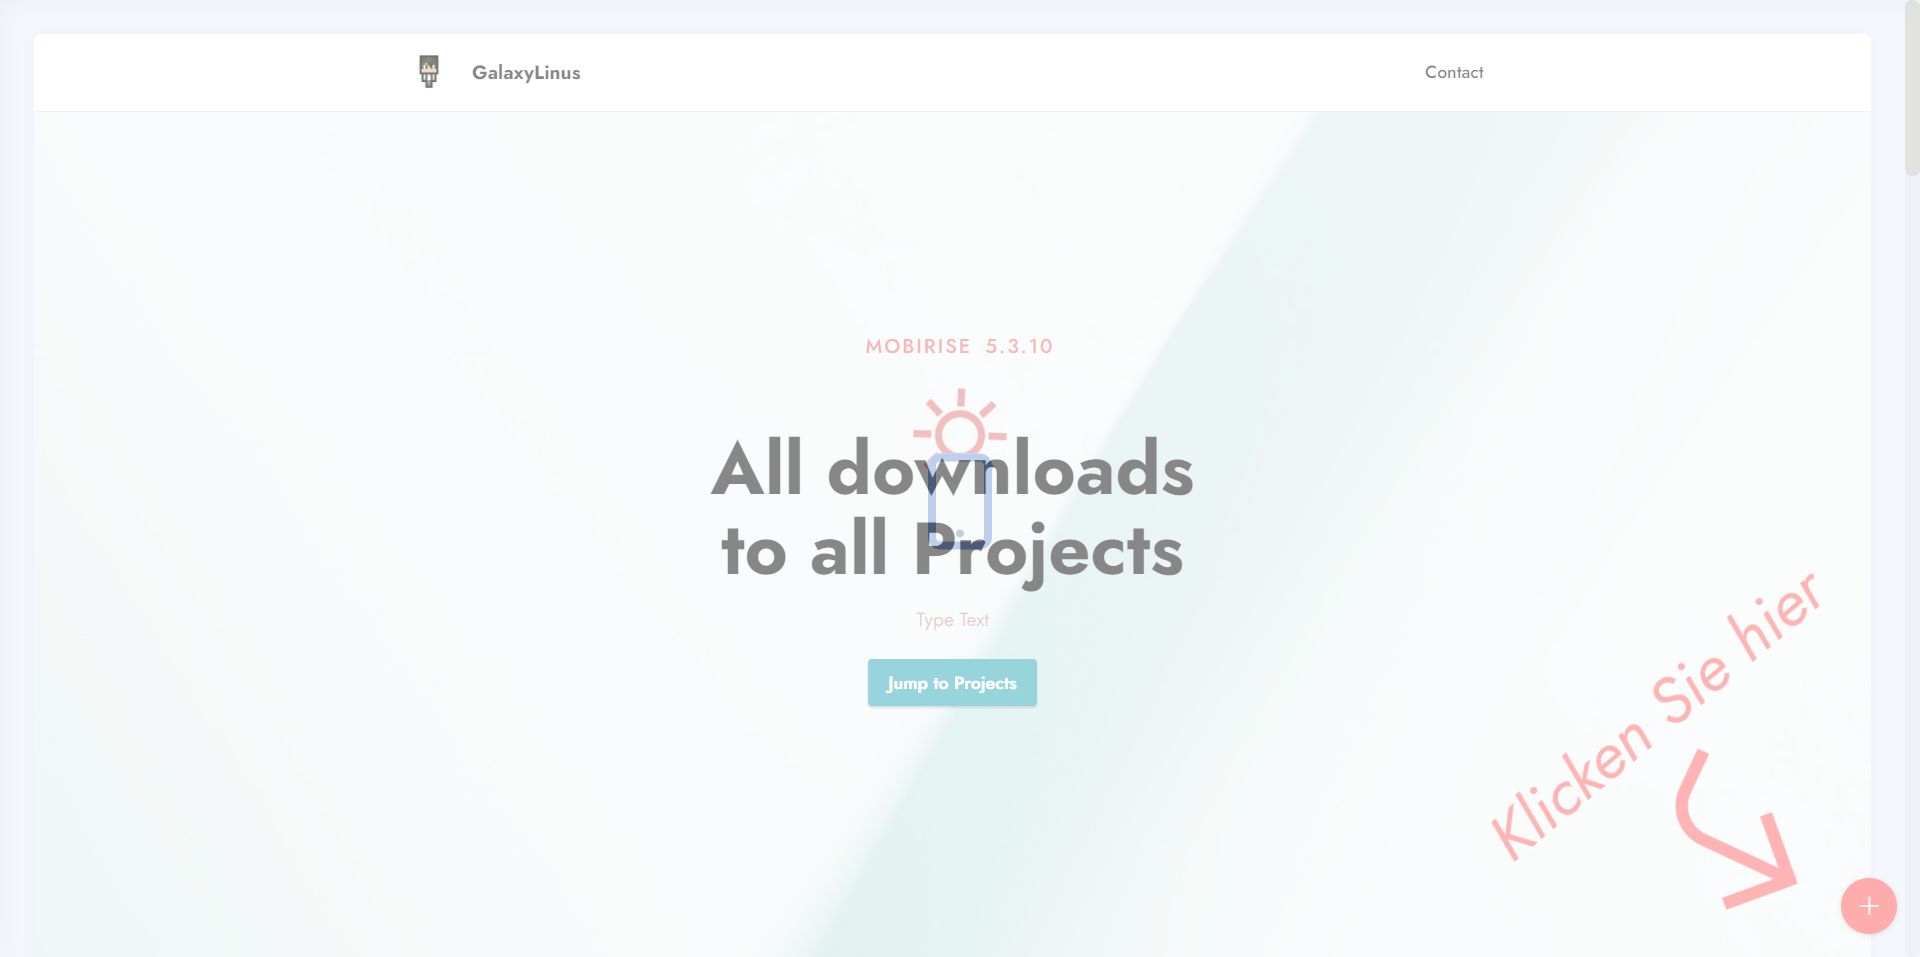 GalaxyLinus
Contact
MOBIRISE 5.3.10
All downloads
to all Projects
Type Text
Jump to Projects
Klicken Sie hier